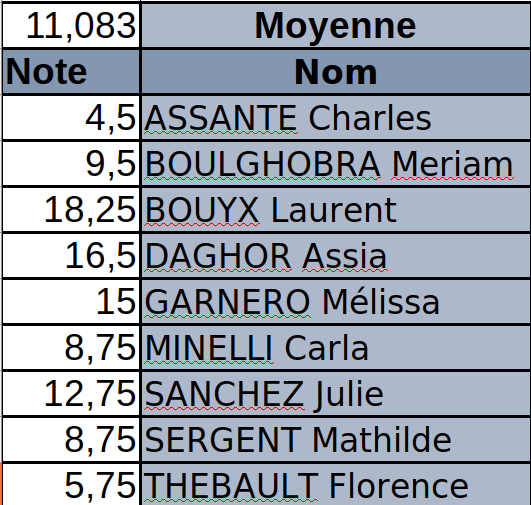 11,083 Moyenne
Note Nom
4,5 ASSANTE Charles
9,5 BOULGHOBRA Meriam
18,25 BOUYX Laurent
16,5 DAGHOR Assia
15 GARNERO Mélissa
8,75 MINELLI Carla
12,75 SANCHEZ Julie
8,75 SERGENT Mathilde
5,75 THEBAULT Florence